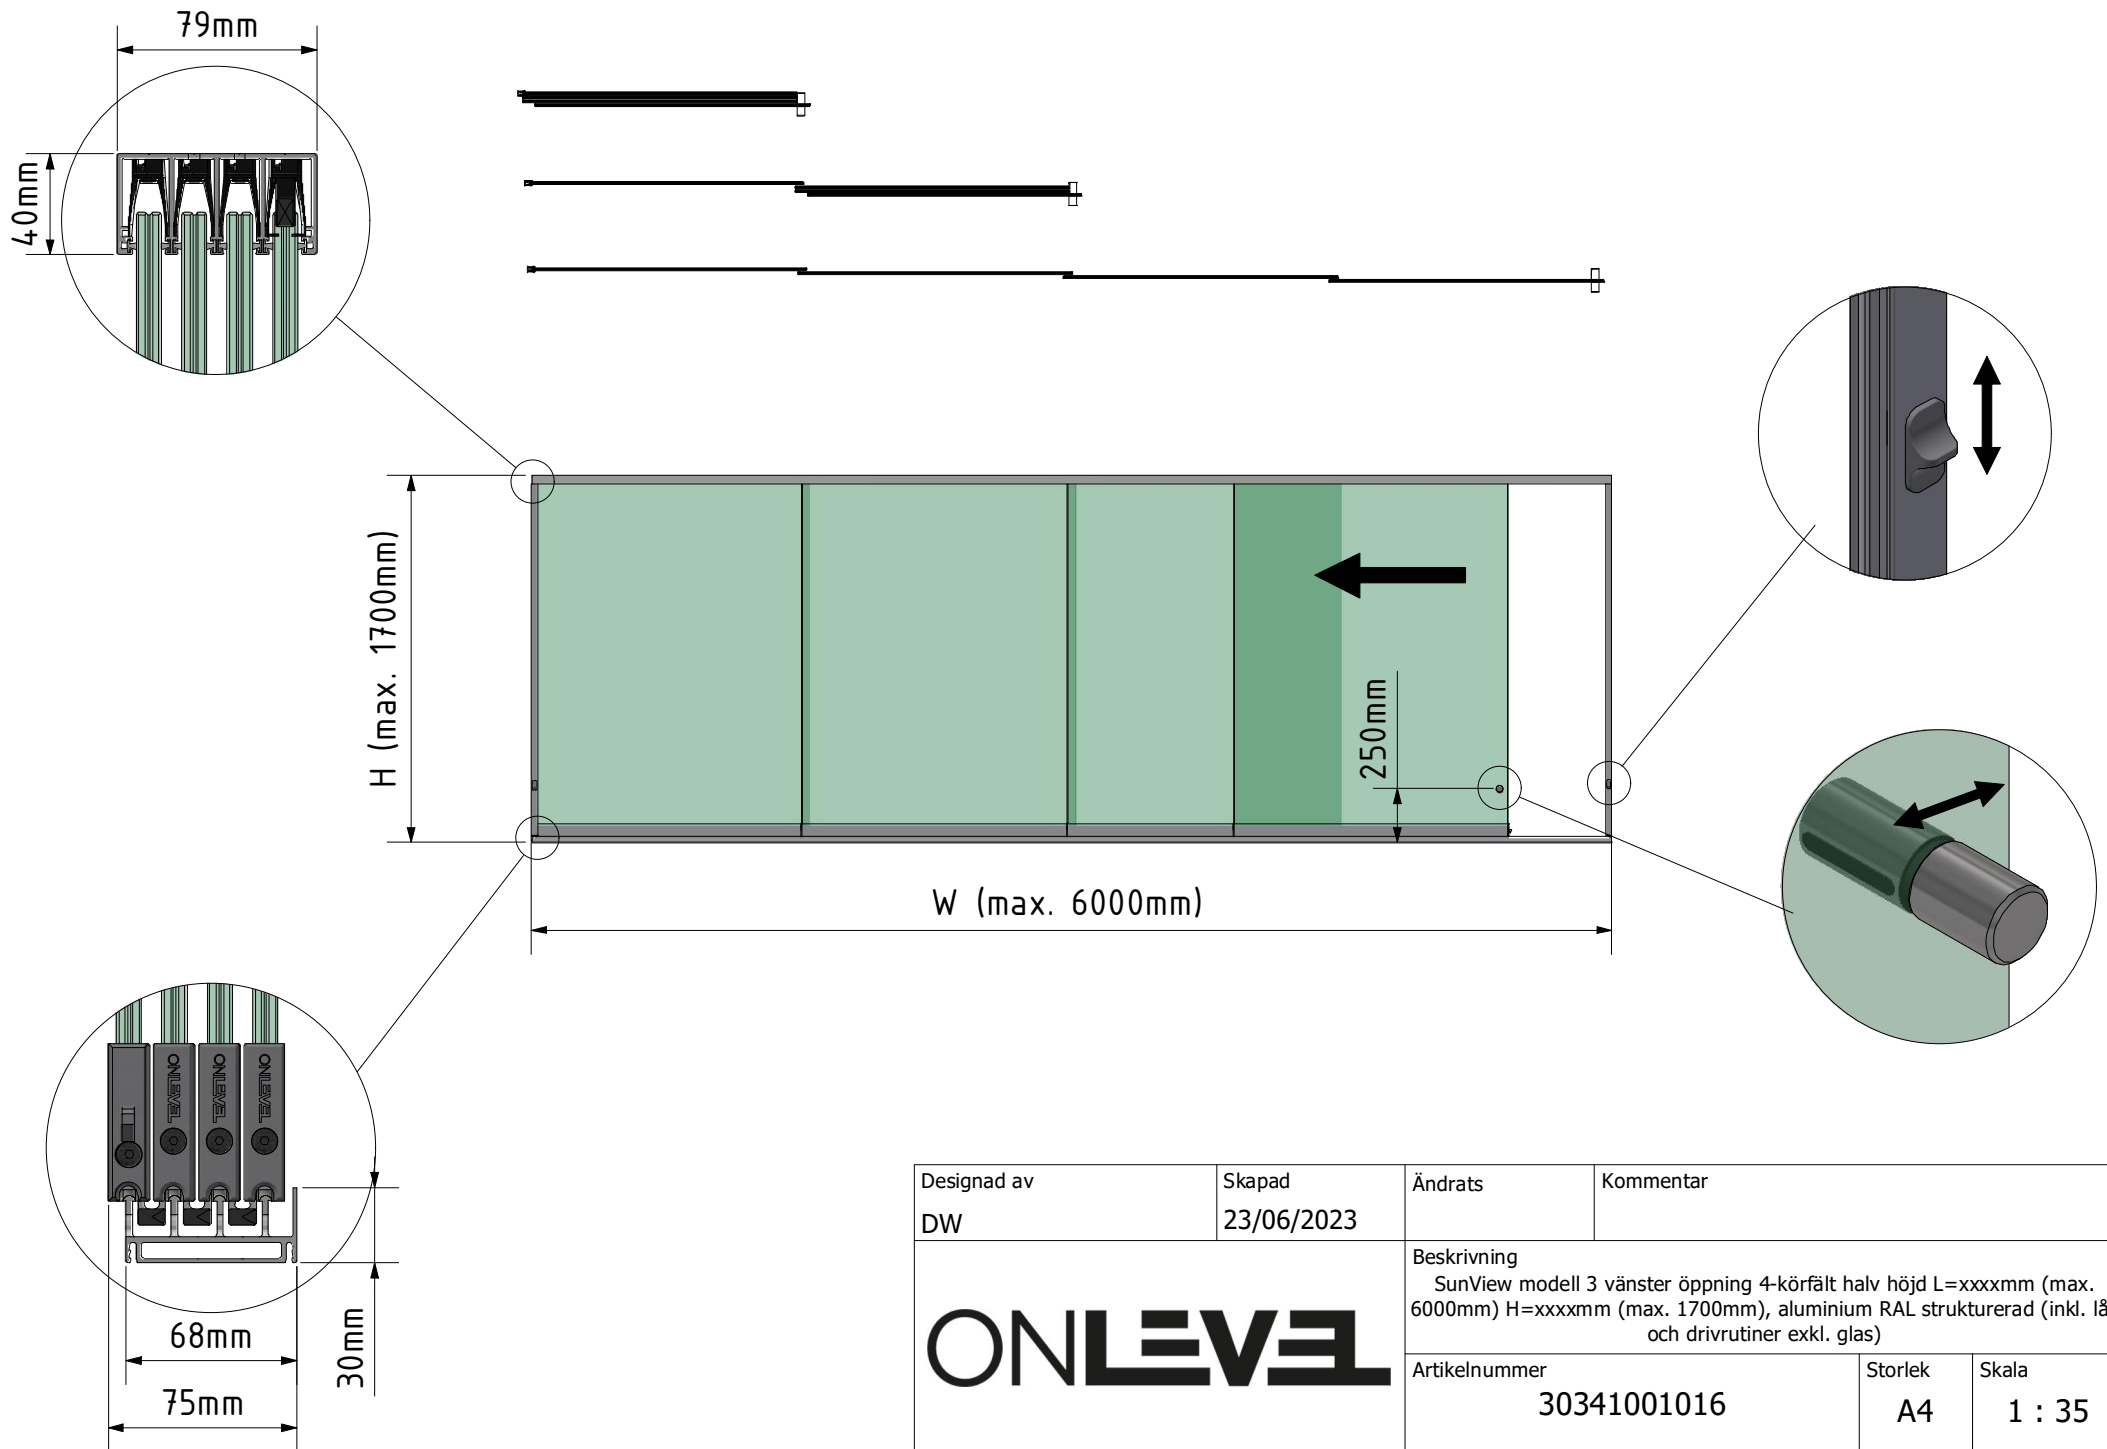 79mm
40mm
H (max. 1700mm)
250mm
W (max. 6000mm)
ONLEVEL
ONLEVEL
ONLEVEL
30mm
68mm
75mm
Designad av
DW
Skapad
23/06/2023
Ändrats
Kommentar
ONLEVEL
Beskrivning
SunView modell 3 vänster öppning 4-körfält halv höjd L=xxxxmm (max.
6000mm) H=xxxxmm (max. 1700mm), aluminium RAL strukturerad (inkl. lå
och drivrutiner exkl. glas)
Artikelnummer
30341001016
Storlek
A4
Skala
1 : 35